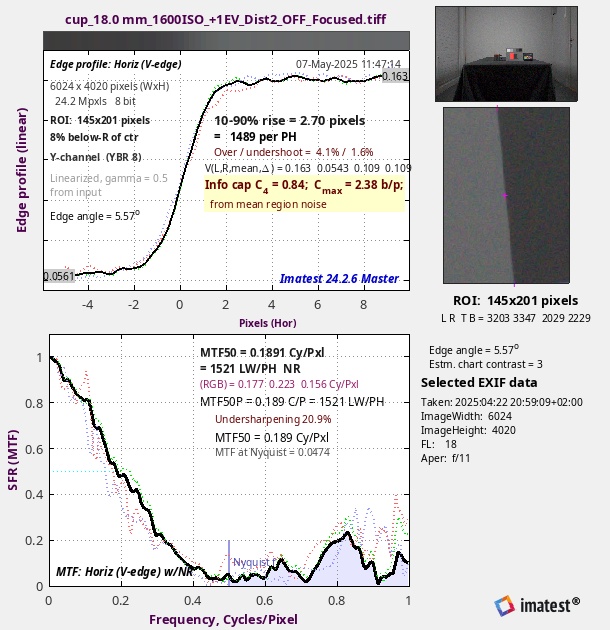 cup_18.0 mm_1600ISO_+1EV_Dist2_OFF_Focused.tiff
Edge profile: Horiz (V-edge)
07-May-2025 11:47:14
0.163
6024 x 4020 pixels (WxH)
24.2 Mpxls   8 bit
ROI:  145x201 pixels
8% below-R of ctr
Y-channel  (YBR 8)
Linearized, gamma = 0.5
from input
Edge angle = 5.57º
10-90% rise = 2.70 pixels
=   1489 per PH
Over / undershoot =  4.1% /  1.6%
V(L,R,mean,Δ) = 0.163  0.0543  0.109  0.109
Info cap C4 = 0.84;  Cmax = 2.38 b/p;
from mean region noise
0.0561
Imatest 24.2.6 Master
Edge profile (linear)
-4
-2
0
2
4
6
8
Pixels (Hor)
ROI:  145x201 pixels
L R  T B = 3203 3347  2029 2229
Edge angle = 5.57º
Estm. chart contrast = 3
Selected EXIF data
Taken: 2025:04:22 20:59:09+02:00
ImageWidth:  6024
ImageHeight:  4020
FL:   18
Aper:  f/11
MTF50 = 0.1891 Cy/Pxl
= 1521 LW/PH  NR
(RGB) = 0.177  0.223  0.156 Cy/Pxl
MTF50P = 0.189 C/P = 1521 LW/PH
Undersharpening 20.9%
MTF50 = 0.189 Cy/Pxl
MTF at Nyquist = 0.0474
Nyquist f
MTF: Horiz (V-edge) w/NR
SFR (MTF)
1
0.8
0.6
0.4
0.2
0
0
0.2
0.4
0.6
0.8
1
Frequency, Cycles/Pixel
imatest®